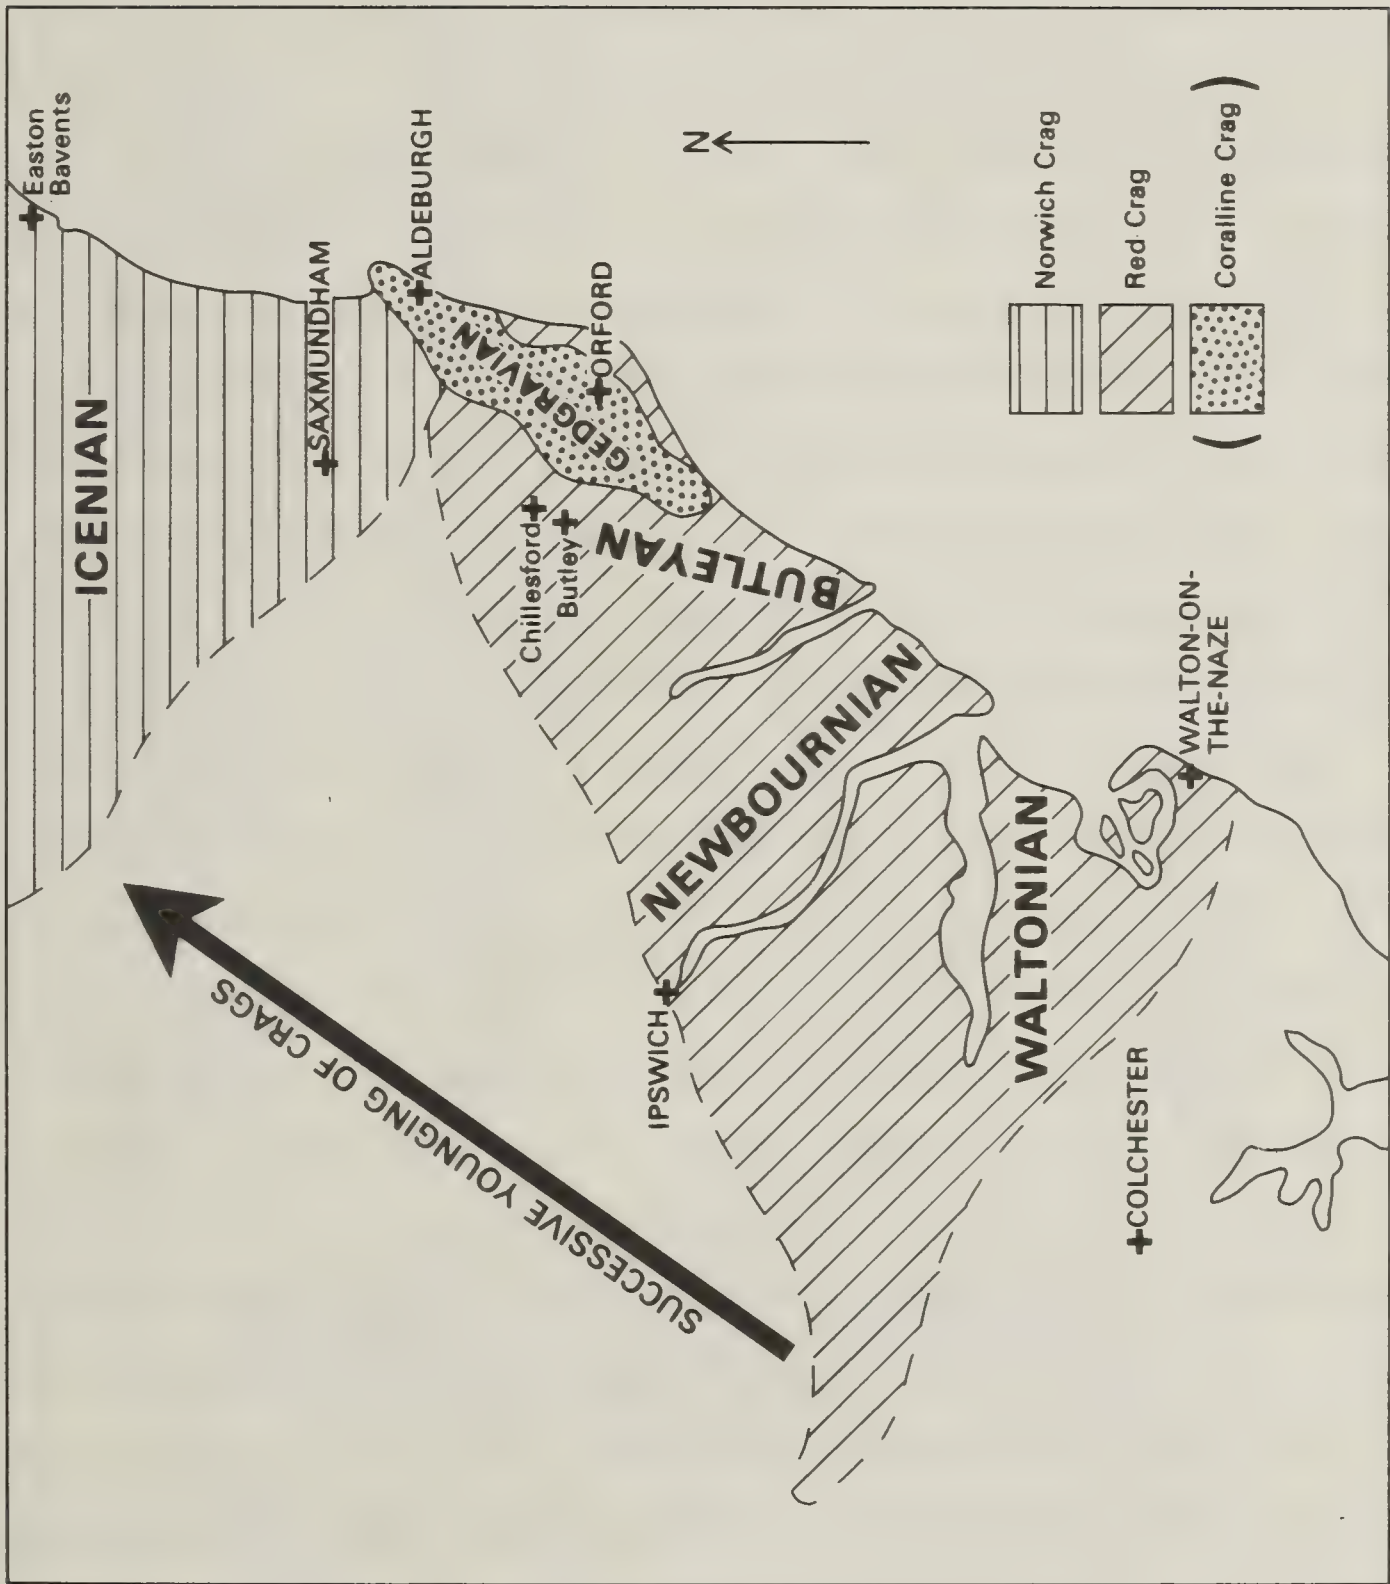 Easton
Bavents
ICENIAN
SAXMUNDHAM
ALDEBURGH
GEDGRAVIAN
ORFORD
Chillesford
Butley
BUTLEYAN
NEWBOURNIAN
IPSWICH
WALTONIAN
WALTON-ON-
THE-NAZE
COLCHESTER
SUCCESSIVE YOUNGING OF CRAGS
N
Norwich Crag
Red Crag
( Coralline Crag )